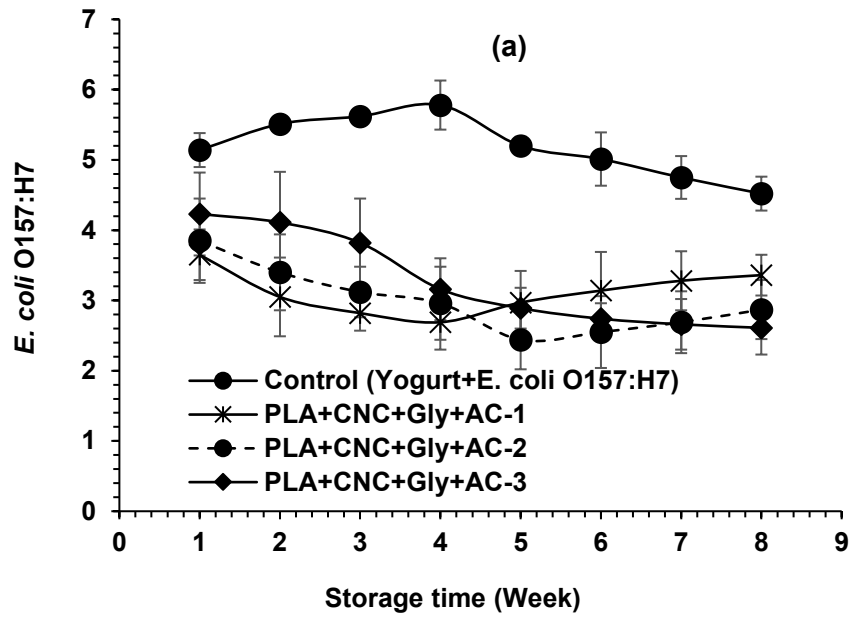 (a)
7
6
5
4
3
2
1
0
E. coli O157:H7
Control (Yogurt+E. coli O157:H7)
PLA+CNC+Gly+AC-1
PLA+CNC+Gly+AC-2
PLA+CNC+Gly+AC-3
0 1 2 3 4 5 6 7 8 9
Storage time (Week)